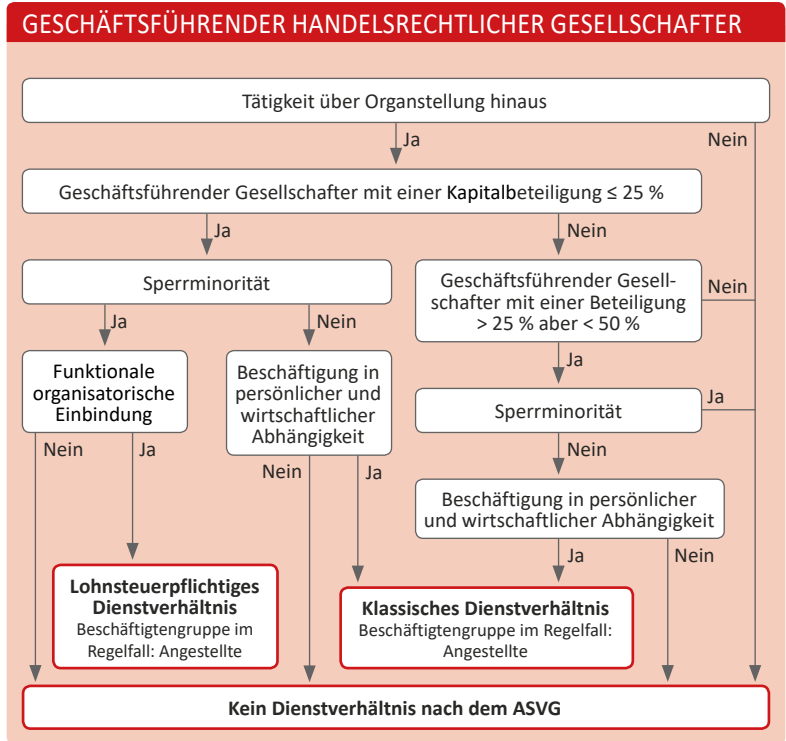 GESCHÄFTSFÜHRENDER HANDELSRECHTLICHER GESELLSCHAFTER
Tätigkeit über Organstellung hinaus
Ja
Nein
Geschäftsführender Gesellschafter mit einer Kapitalbeteiligung ≤ 25 %
Ja
Nein
Sperrminorität
Geschäftsführender Gesell-
schafter mit einer Beteiligung
> 25 % aber < 50 %
Nein
Ja
Nein
Ja
Funktionale
organisatorische
Einbindung
Beschäftigung in
persönlicher und
wirtschaftlicher
Abhängigkeit
Sperrminorität
Ja
Nein
Ja
Nein
Ja
Nein
Beschäftigung in persönlicher
und wirtschaftlicher Abhängigkeit
Ja
Nein
Lohnsteuerpflichtiges
Dienstverhältnis
Beschäftigtengruppe im
Regelfall: Angestellte
Klassisches Dienstverhältnis
Beschäftigtengruppe im Regelfall:
Angestellte
Kein Dienstverhältnis nach dem ASVG